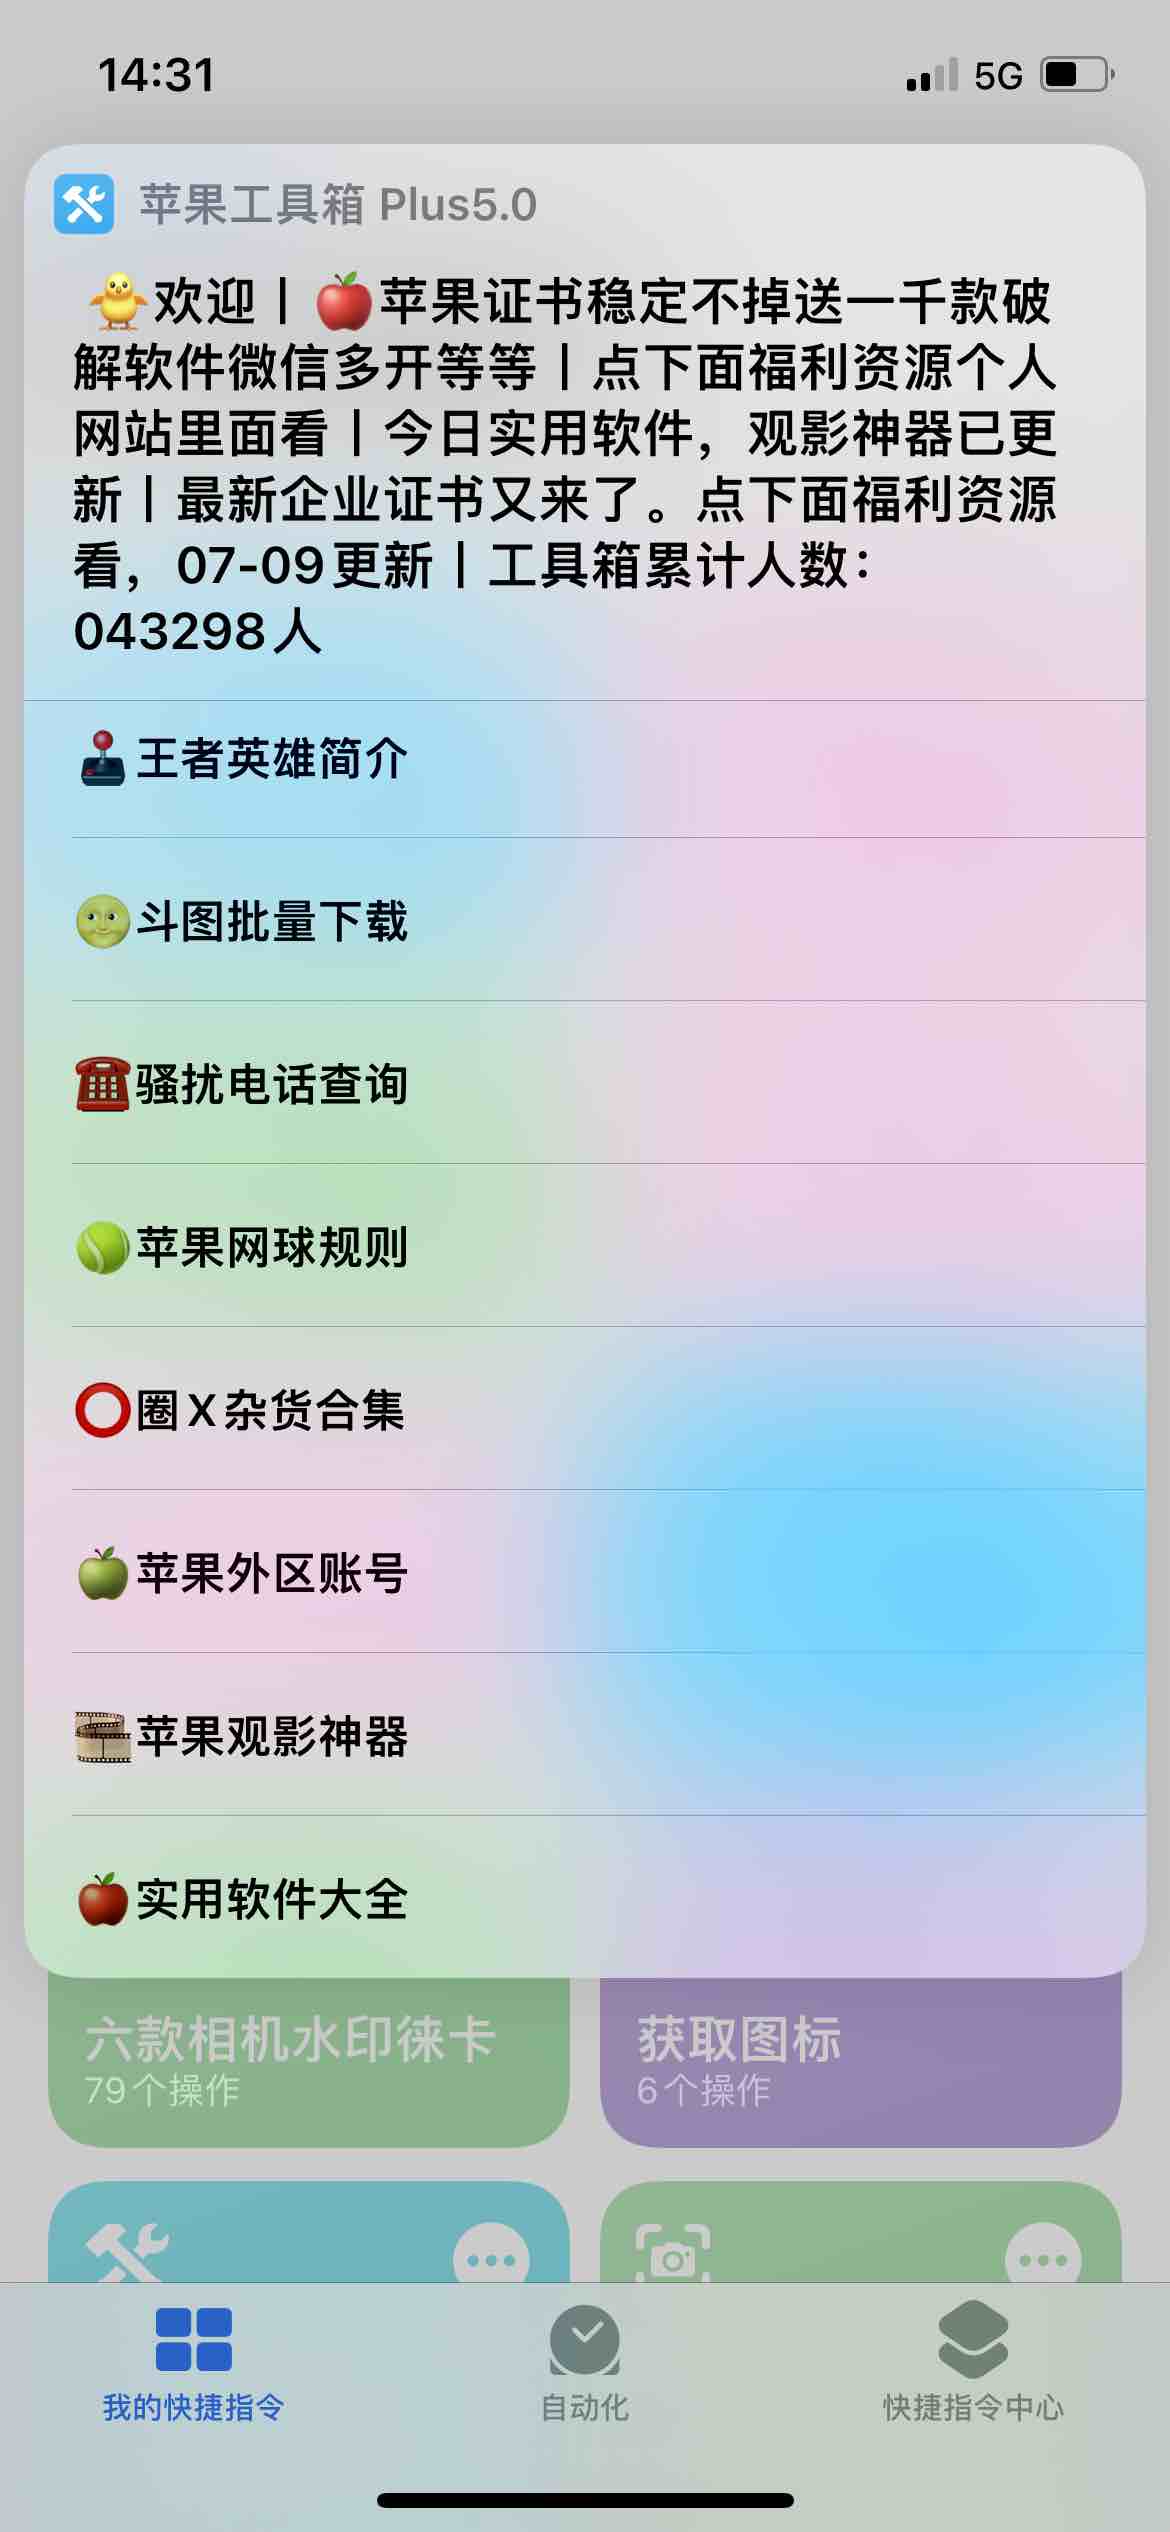 14:31
5G
苹果工具箱 Plus5.0
🐥欢迎丨🍎苹果证书稳定不掉送一千款破
解软件微信多开等等丨点下面福利资源个人
网站里面看丨今日实用软件，观影神器已更
新丨最新企业证书又来了。点下面福利资源
看，07-09更新丨工具箱累计人数：
043298人
🕹王者英雄简介
🌝斗图批量下载
☎️骚扰电话查询
🎾苹果网球规则
⭕️圈X杂货合集
🍏苹果外区账号
🎞苹果观影神器
🍎实用软件大全
六款相机水印徕卡
79个操作
获取图标
6个操作
我的快捷指令
自动化
快捷指令中心